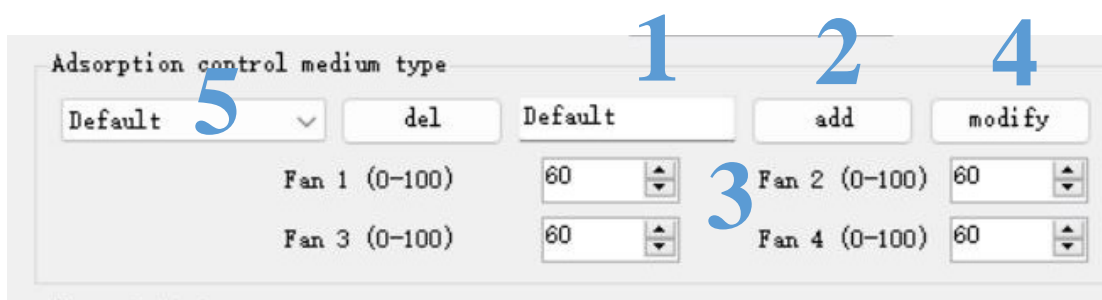 1 2 4
Adsorption control medium type
5
Default del Default add modify
Fan 1 (0-100) 60 3 Fan 2 (0-100) 60
Fan 3 (0-100) 60 Fan 4 (0-100) 60